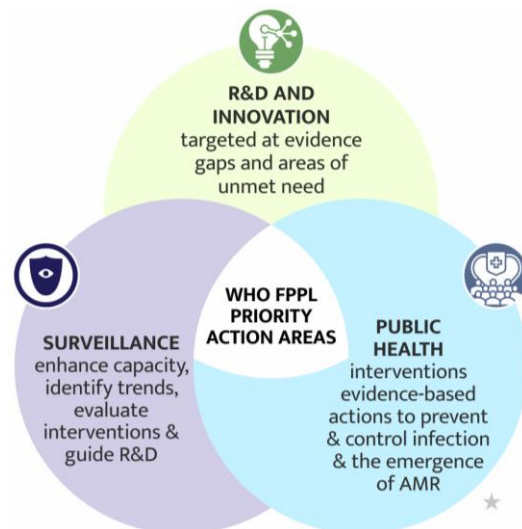 R&D AND
INNOVATION
targeted at evidence
gaps and areas of
unmet need
WHO FPPL
PRIORITY
ACTION AREAS
SURVEILLANCE
enhance capacity,
identify trends,
evaluate
interventions &
guide R&D
PUBLIC
HEALTH
interventions
evidence-based
actions to prevent
& control infection
& the emergence
of AMR